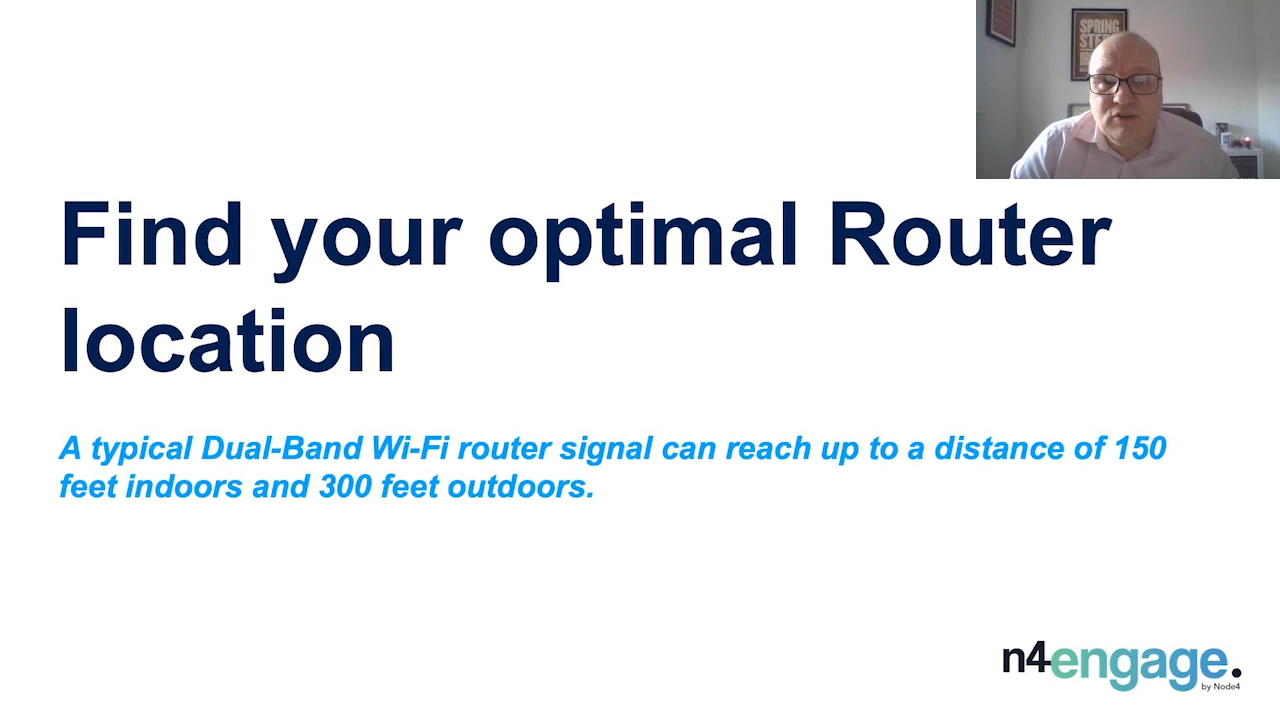 SPRING
Find your optimal Router
location
A typical Dual-Band Wi-Fi router signal can reach up to a distance of 150
feet indoors and 300 feet outdoors.
n4engage.
by Node4